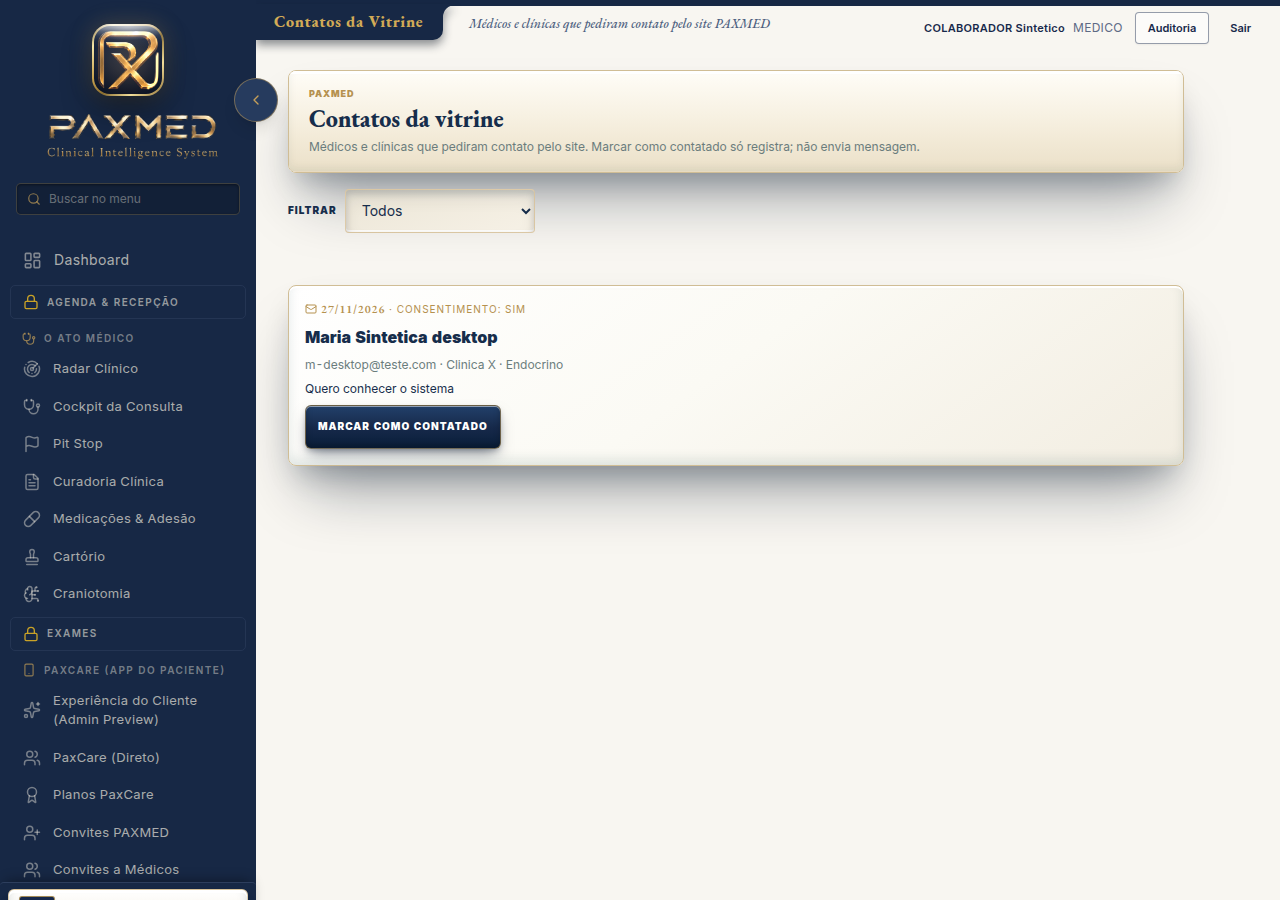 PAXMED
Clinical Intelligence System
Buscar no menu
Dashboard
AGENDA & RECEPÇÃO
O ATO MÉDICO
Radar Clínico
Cockpit da Consulta
Pit Stop
Curadoria Clínica
Medicações & Adesão
Cartório
Craniotomia
EXAMES
PAXCARE (APP DO PACIENTE)
Experiência do Cliente
(Admin Preview)
PaxCare (Direto)
Planos PaxCare
Convites PAXMED
Convites a Médicos
Contatos da Vitrine
Médicos e clínicas que pediram contato pelo site PAXMED
COLABORADOR Sintetico MEDICO Auditoria Sair
PAXMED
Contatos da vitrine
Médicos e clínicas que pediram contato pelo site. Marcar como contatado só registra; não envia mensagem.
FILTRAR Todos
27/11/2026 · CONSENTIMENTO: SIM
Maria Sintetica desktop
m-desktop@teste.com · Clinica X · Endocrino
Quero conhecer o sistema
MARCAR COMO CONTATADO